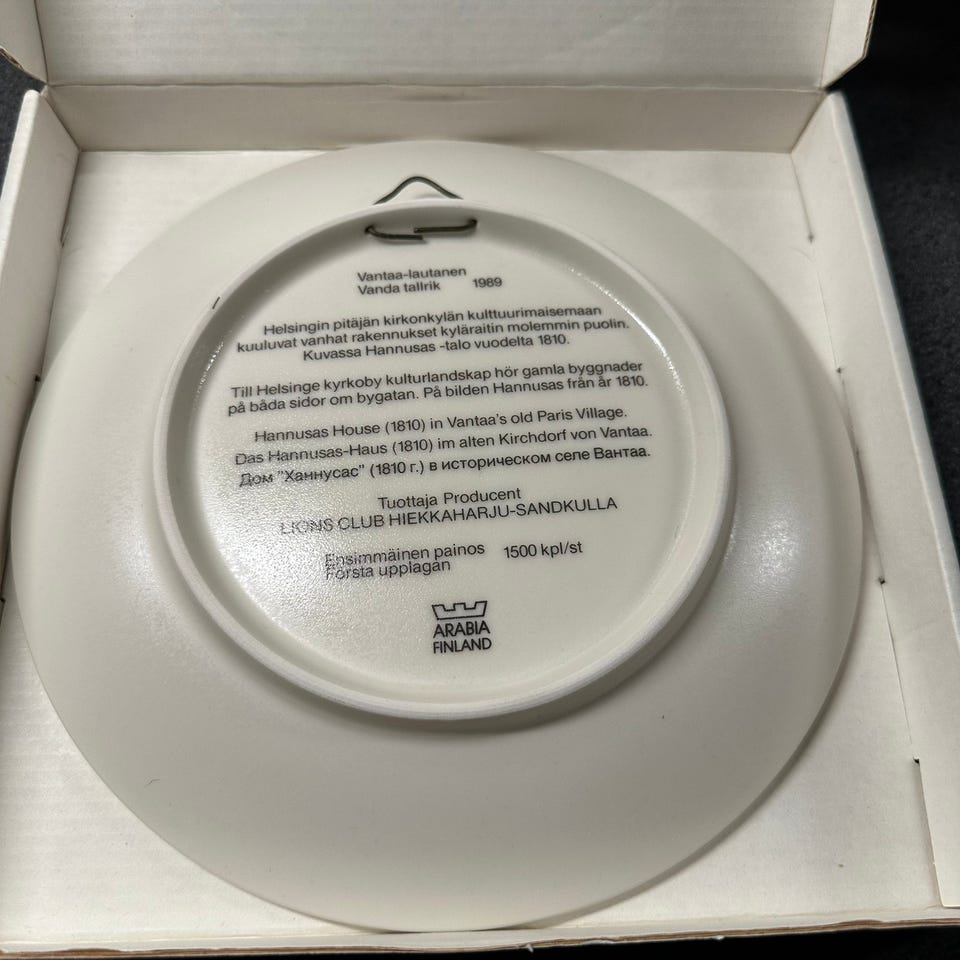 Vantaa-lautanen
Vanda tallrik 1989
Helsingin pitäjän kirkonkylän kulttuurimaisemaan
kuuluvat vanhat rakennukset kyläraitin molemmin puolin.
Kuvassa Hannusas -talo vuodelta 1810.
Till Helsinge kyrkoby kulturlandskap hör gamla byggnader
på båda sidor om bygatan. På bilden Hannusas från år 1810.
Hannusas House (1810) in Vantaa's old Paris Village.
Das Hannusas-Haus (1810) im alten Kirchdorf von Vantaa.
Дом "Ханнусас" (1810 г.) в историческом селе Вантаа.
Tuottaja Producent
LIONS CLUB HIEKKAHARJU-SANDKULLA
Ensimmäinen painos 1500 kpl/st
Första upplagan
ARABIA
FINLAND